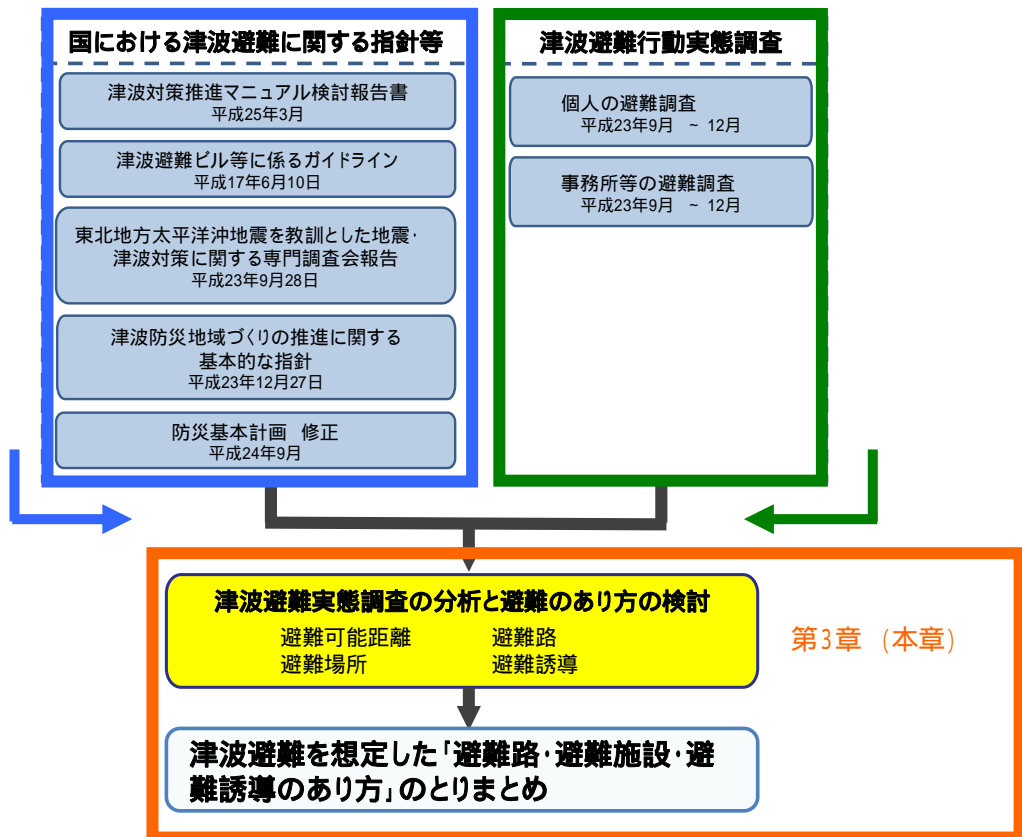 国における津波避難に関する指針等
津波対策推進マニュアル検討報告書
平成25年3月
津波避難ビル等に係るガイドライン
平成17年6月10日
東北地方太平洋沖地震を教訓とした地震・
津波対策に関する専門調査会報告
平成23年9月28日
津波防災地域づくりの推進に関する
基本的な指針
平成23年12月27日
防災基本計画 修正
平成24年9月
津波避難行動実態調査
個人の避難調査
平成23年9月 ~ 12月
事務所等の避難調査
平成23年9月 ~ 12月
津波避難実態調査の分析と避難のあり方の検討
避難可能距離 避難路
避難場所 避難誘導
第3章 (本章)
津波避難を想定した「避難路・避難施設・避
難誘導のあり方」のとりまとめ